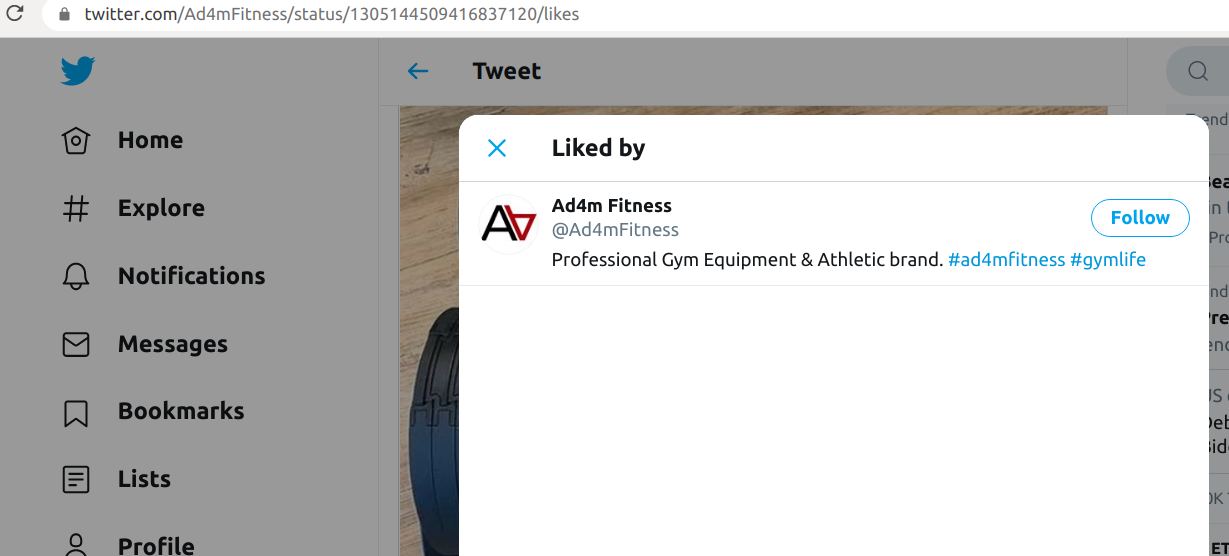 twitter.com/Ad4mFitness/status/1305144509416837120/likes
Tweet
Home
Explore
Notifications
Messages
Bookmarks
Lists
Profile
Liked by
Ad4m Fitness
@Ad4mFitness
Follow
Professional Gym Equipment & Athletic brand. #ad4mfitness #gymlife